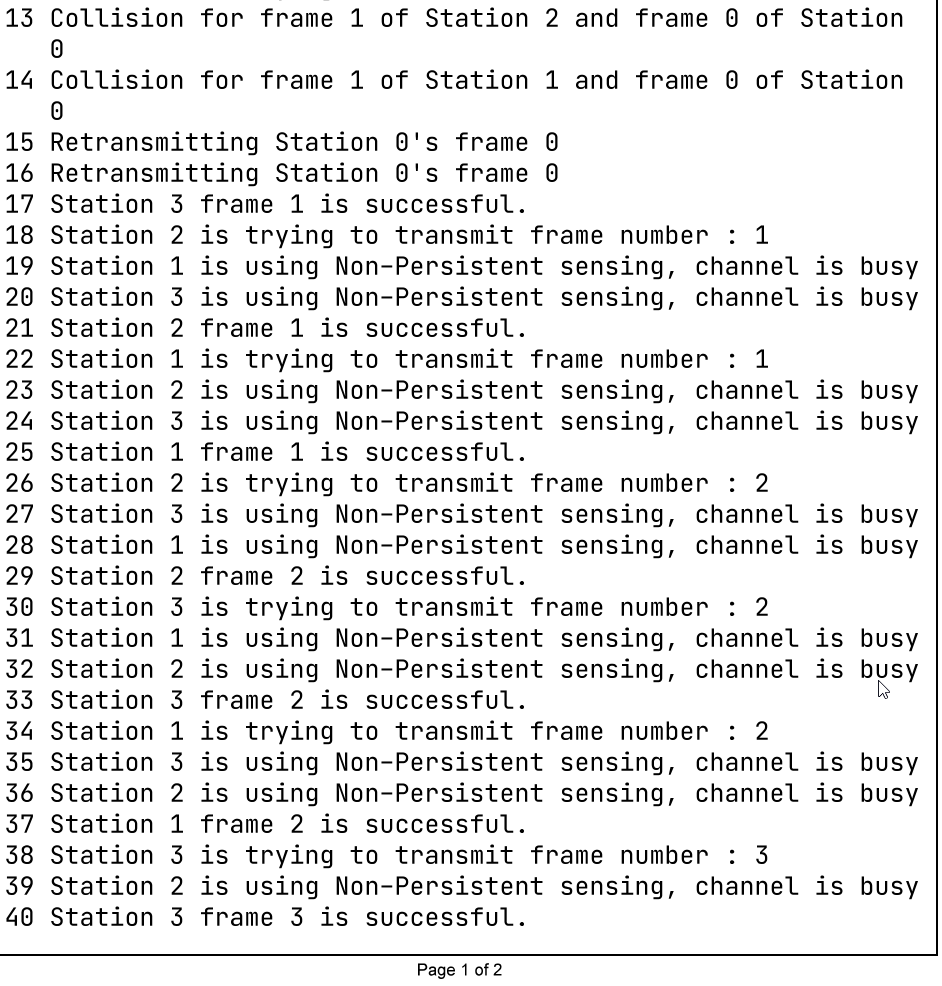 13 Collision for frame 1 of Station 2 and frame 0 of Station
0
14 Collision for frame 1 of Station 1 and frame 0 of Station
0
15 Retransmitting Station 0's frame 0
16 Retransmitting Station 0's frame 0
17 Station 3 frame 1 is successful.
18 Station 2 is trying to transmit frame number : 1
19 Station 1 is using Non-Persistent sensing, channel is busy
20 Station 3 is using Non-Persistent sensing, channel is busy
21 Station 2 frame 1 is successful.
22 Station 1 is trying to transmit frame number : 1
23 Station 2 is using Non-Persistent sensing, channel is busy
24 Station 3 is using Non-Persistent sensing, channel is busy
25 Station 1 frame 1 is successful.
26 Station 2 is trying to transmit frame number : 2
27 Station 3 is using Non-Persistent sensing, channel is busy
28 Station 1 is using Non-Persistent sensing, channel is busy
29 Station 2 frame 2 is successful.
30 Station 3 is trying to transmit frame number : 2
31 Station 1 is using Non-Persistent sensing, channel is busy
32 Station 2 is using Non-Persistent sensing, channel is busy
33 Station 3 frame 2 is successful.
34 Station 1 is trying to transmit frame number : 2
35 Station 3 is using Non-Persistent sensing, channel is busy
36 Station 2 is using Non-Persistent sensing, channel is busy
37 Station 1 frame 2 is successful.
38 Station 3 is trying to transmit frame number : 3
39 Station 2 is using Non-Persistent sensing, channel is busy
40 Station 3 frame 3 is successful.
Page 1 of 2